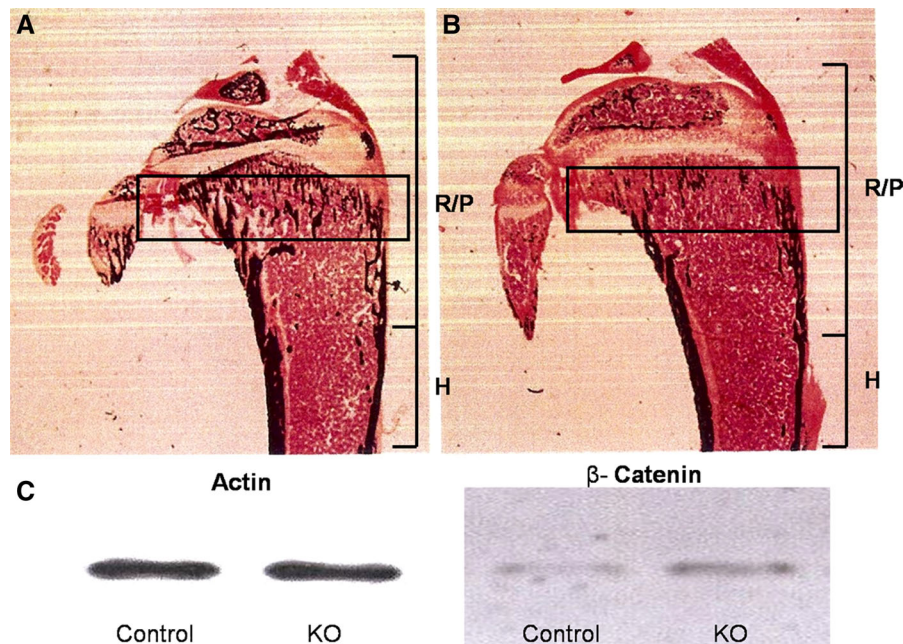 A
B
R/P
R/P
H
H
C
Actin
β- Catenin
Control
KO
Control
KO